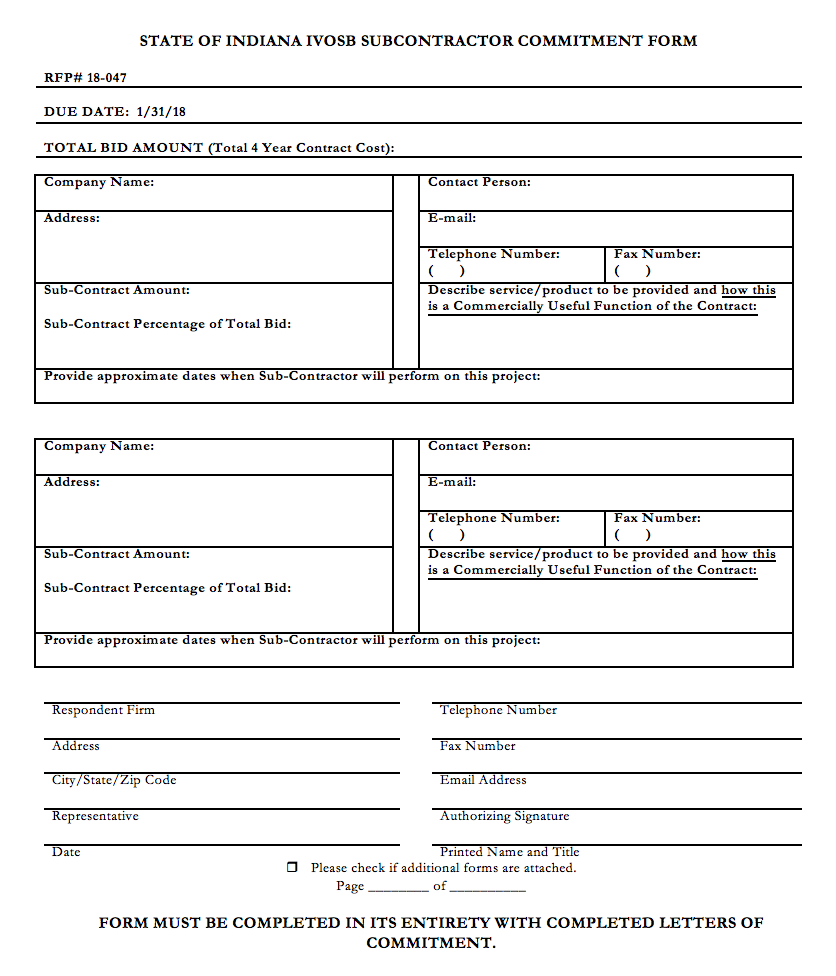 STATE OF INDIANA IVOSB SUBCONTRACTOR COMMITMENT FORM
RFP# 18-047
DUE DATE: 1/31/18
TOTAL BID AMOUNT (Total 4 Year Contract Cost):
Company Name:
Contact Person:
Address:
E-mail:
Telephone Number:
( )
Fax Number:
( )
Sub-Contract Amount:
Sub-Contract Percentage of Total Bid:
Describe service/product to be provided and how this
is a Commercially Useful Function of the Contract:
Provide approximate dates when Sub-Contractor will perform on this project:
Company Name:
Contact Person:
Address:
E-mail:
Telephone Number:
( )
Fax Number:
( )
Sub-Contract Amount:
Sub-Contract Percentage of Total Bid:
Describe service/product to be provided and how this
is a Commercially Useful Function of the Contract:
Provide approximate dates when Sub-Contractor will perform on this project:
Respondent Firm
Telephone Number
Address
Fax Number
City/State/Zip Code
Email Address
Representative
Authorizing Signature
Date
Printed Name and Title
❒ Please check if additional forms are attached.
Page ________ of __________
FORM MUST BE COMPLETED IN ITS ENTIRETY WITH COMPLETED LETTERS OF
COMMITMENT.